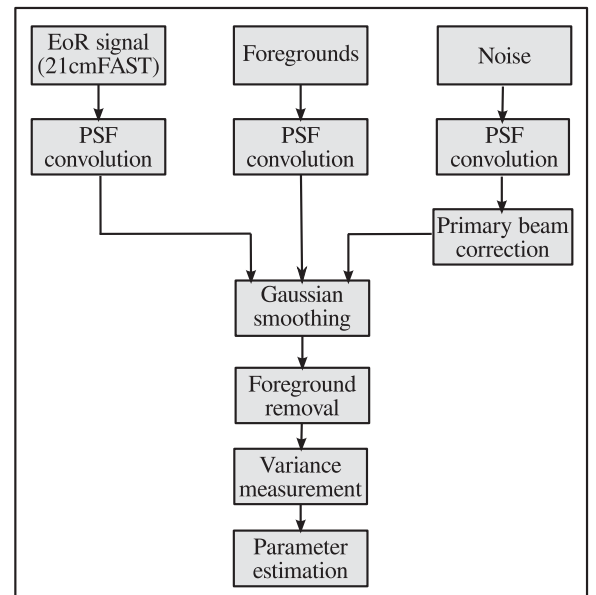 EoR signal
(21cmFAST)
Foregrounds
Noise
PSF
convolution
PSF
convolution
PSF
convolution
Primary beam
correction
Gaussian
smoothing
Foreground
removal
Variance
measurement
Parameter
estimation